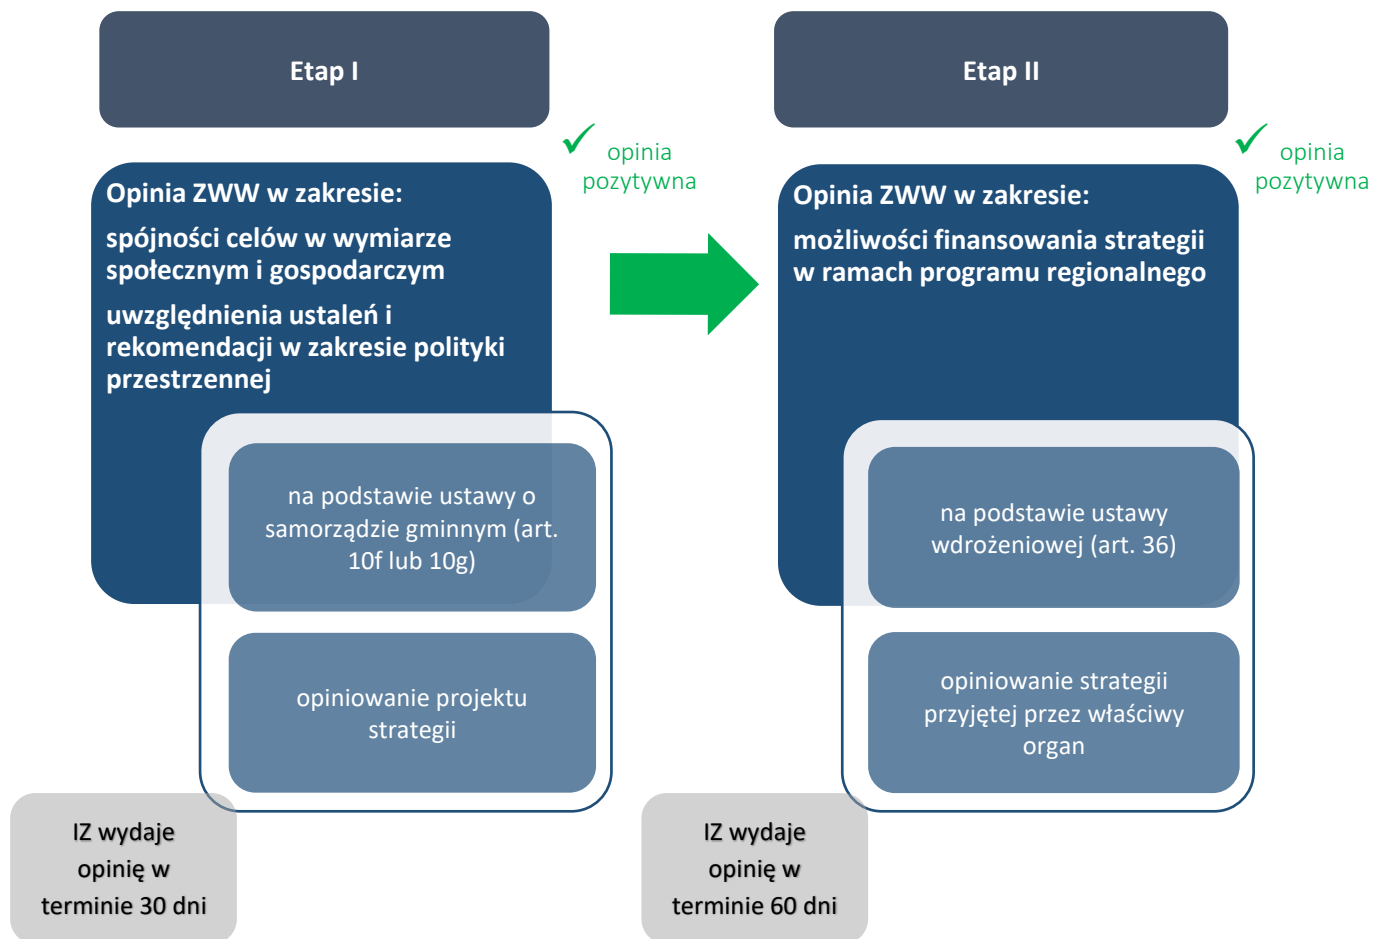 Etap I
opinia
pozytywna
Opinia ZWW w zakresie:
spójności celów w wymiarze
społecznym i gospodarczym
uwzględnienia ustaleń i
rekomendacji w zakresie polityki
przestrzennej
na podstawie ustawy o
samorządzie gminnym (art.
10f lub 10g)
opiniowanie projektu
strategii
IZ wydaje
opinię w
terminie 30 dni
Etap II
opinia
pozytywna
Opinia ZWW w zakresie:
możliwości finansowania strategii
w ramach programu regionalnego
na podstawie ustawy
wdrożeniowej (art. 36)
opiniowanie strategii
przyjętej przez właściwy
organ
IZ wydaje
opinię w
terminie 60 dni